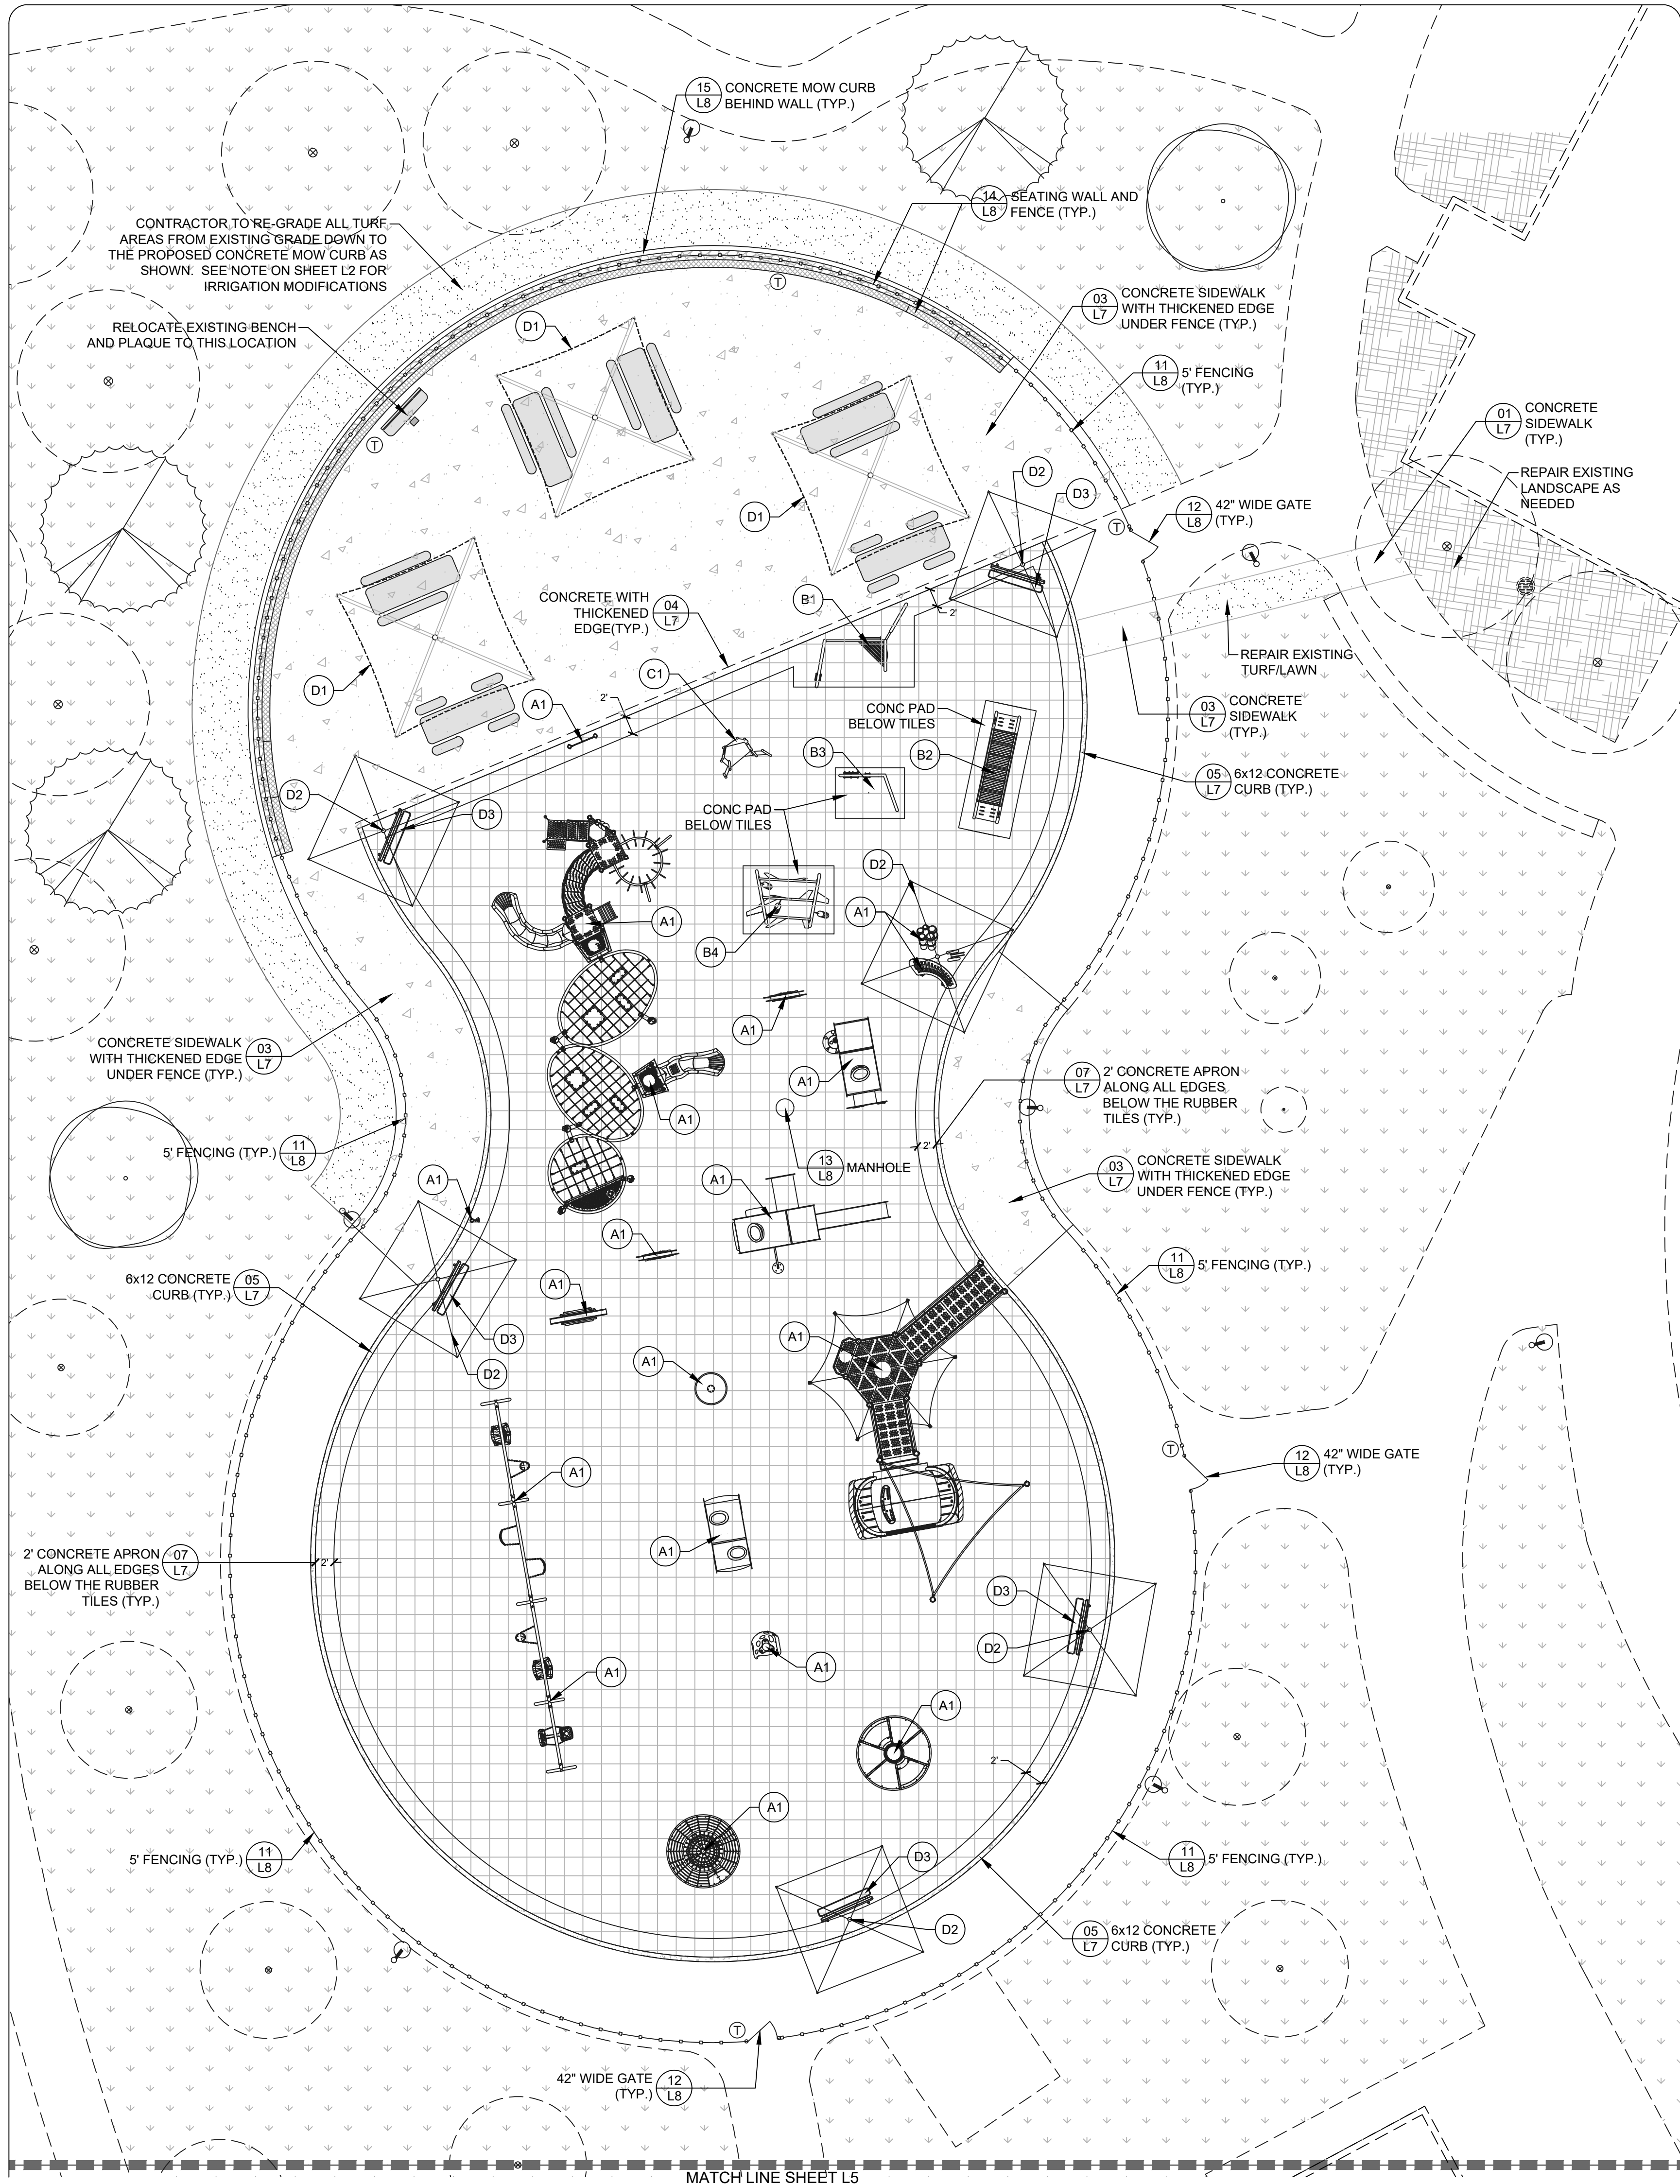 15
L8
CONCRETE MOW CURB
BEHIND WALL (TYP.)
14
L8
SEATING WALL AND
FENCE (TYP.)
CONTRACTOR TO RE-GRADE ALL TURF
AREAS FROM EXISTING GRADE DOWN TO
THE PROPOSED CONCRETE MOW CURB AS
SHOWN. SEE NOTE ON SHEET L2 FOR
IRRIGATION MODIFICATIONS
T
03
L7
CONCRETE SIDEWALK
WITH THICKENED EDGE
UNDER FENCE (TYP.)
RELOCATE EXISTING BENCH
AND PLAQUE TO THIS LOCATION
D1
11
L8
5' FENCING
(TYP.)
01
L7
CONCRETE
SIDEWALK
(TYP.)
T
D2
D3
REPAIR EXISTING
LANDSCAPE AS
NEEDED
D1
T
12
L8
42" WIDE GATE
(TYP.)
CONCRETE WITH
THICKENED
EDGE(TYP.)
04
L7
B1
2'
REPAIR EXISTING
TURF/LAWN
D1
C1
A1
2'
CONC PAD
BELOW TILES
03
L7
CONCRETE
SIDEWALK
(TYP.)
B3
B2
05
L7
6x12 CONCRETE
CURB (TYP.)
D2
D3
CONC PAD
BELOW TILES
D2
A1
A1
B4
A1
CONCRETE SIDEWALK
WITH THICKENED EDGE
UNDER FENCE (TYP.)
03
L7
A1
07
L7
2' CONCRETE APRON
ALONG ALL EDGES
BELOW THE RUBBER
TILES (TYP.)
A1
2'
5' FENCING (TYP.)
11
L8
13
L8
MANHOLE
03
L7
CONCRETE SIDEWALK
WITH THICKENED EDGE
UNDER FENCE (TYP.)
A1
A1
A1
11
L8
5' FENCING (TYP.)
6x12 CONCRETE
CURB (TYP.)
05
L7
A1
D3
D2
A1
A1
T
12
L8
42" WIDE GATE
(TYP.)
A1
2' CONCRETE APRON
ALONG ALL EDGES
BELOW THE RUBBER
TILES (TYP.)
07
L7
2'
A1
D3
D2
A1
A1
A1
2'
A1
5' FENCING (TYP.)
11
L8
D3
11
L8
5' FENCING (TYP.)
D2
05
L7
6x12 CONCRETE
CURB (TYP.)
T
42" WIDE GATE
(TYP.)
12
L8
MATCH LINE SHEET L5